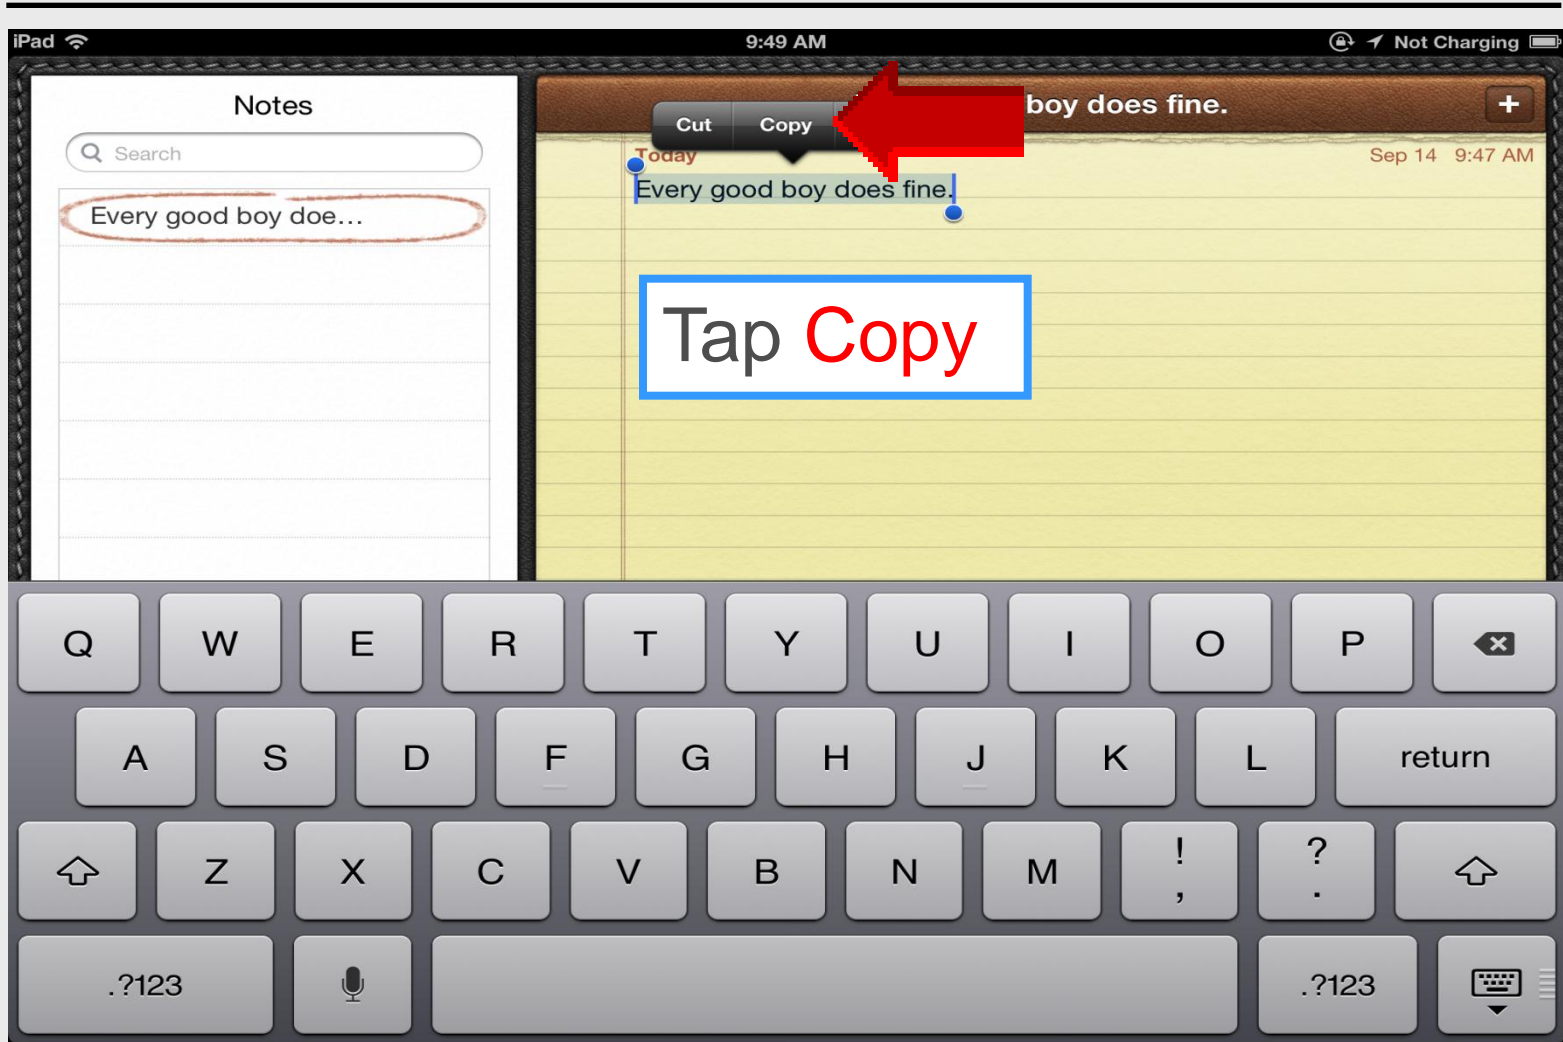 iPad 9:49 AM Not Charging
Notes
boy does fine. +
Cut Copy
Search
Today Sep 14 9:47 AM
Every good boy does fine.
Every good boy doe...
Tap Copy
Q W E R T Y U I O P
A S D F G H J K L return
Z X C V B N M ! , ? .
.?123 .?123